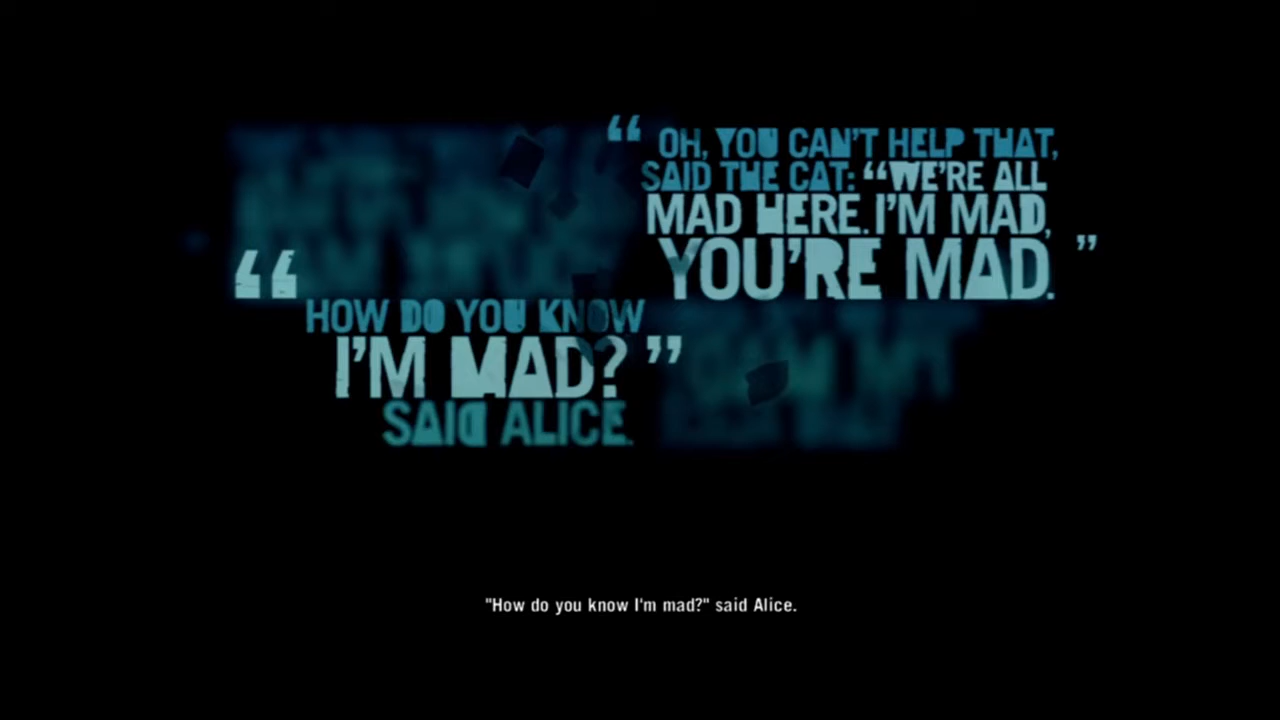 “ OH, YOU CAN’T HELP THAT,
SAID THE CAT: “WE’RE ALL
MAD HERE. I’M MAD,
YOU’RE MAD. ”
“ HOW DO YOU KNOW
I’M MAD? ”
SAID ALICE.
"How do you know I'm mad?" said Alice.